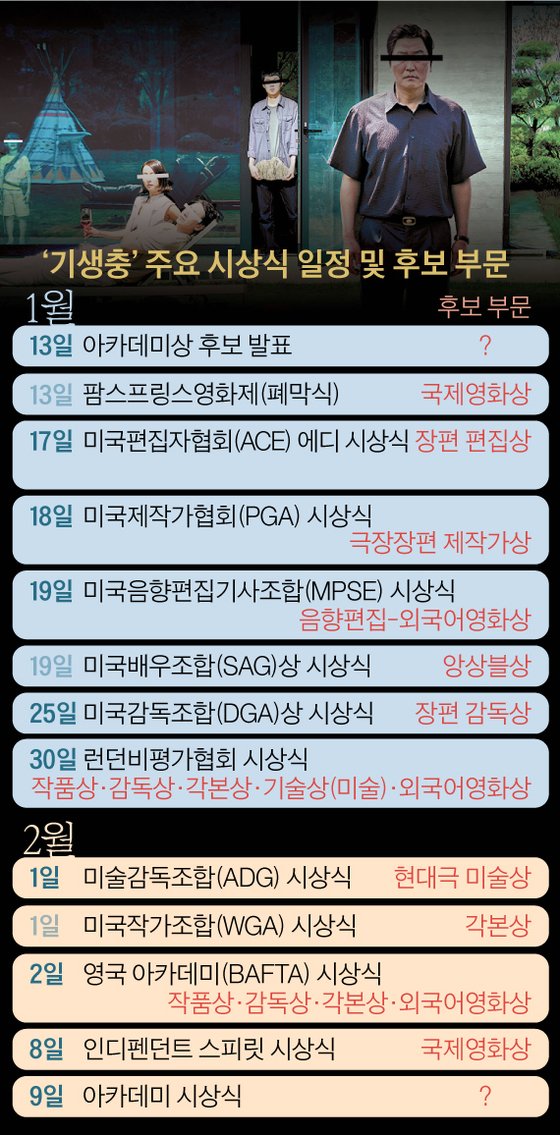 ‘기생충’ 주요 시상식 일정 및 후보 부문
1월 후보 부문
13일 아카데미상 후보 발표 ?
13일 팜스프링스영화제(폐막식) 국제영화상
17일 미국편집자협회(ACE) 에디 시상식 장편 편집상
18일 미국제작가협회(PGA) 시상식
극장장편 제작가상
19일 미국음향편집기사조합(MPSE) 시상식
음향편집-외국어영화상
19일 미국배우조합(SAG)상 시상식 앙상블상
25일 미국감독조합(DGA)상 시상식 장편 감독상
30일 런던비평가협회 시상식
작품상·감독상·각본상·기술상(미술)·외국어영화상
2월
1일 미술감독조합(ADG) 시상식 현대극 미술상
1일 미국작가조합(WGA) 시상식 각본상
2일 영국 아카데미(BAFTA) 시상식
작품상·감독상·각본상·외국어영화상
8일 인디펜던트 스피릿 시상식 국제영화상
9일 아카데미 시상식 ?